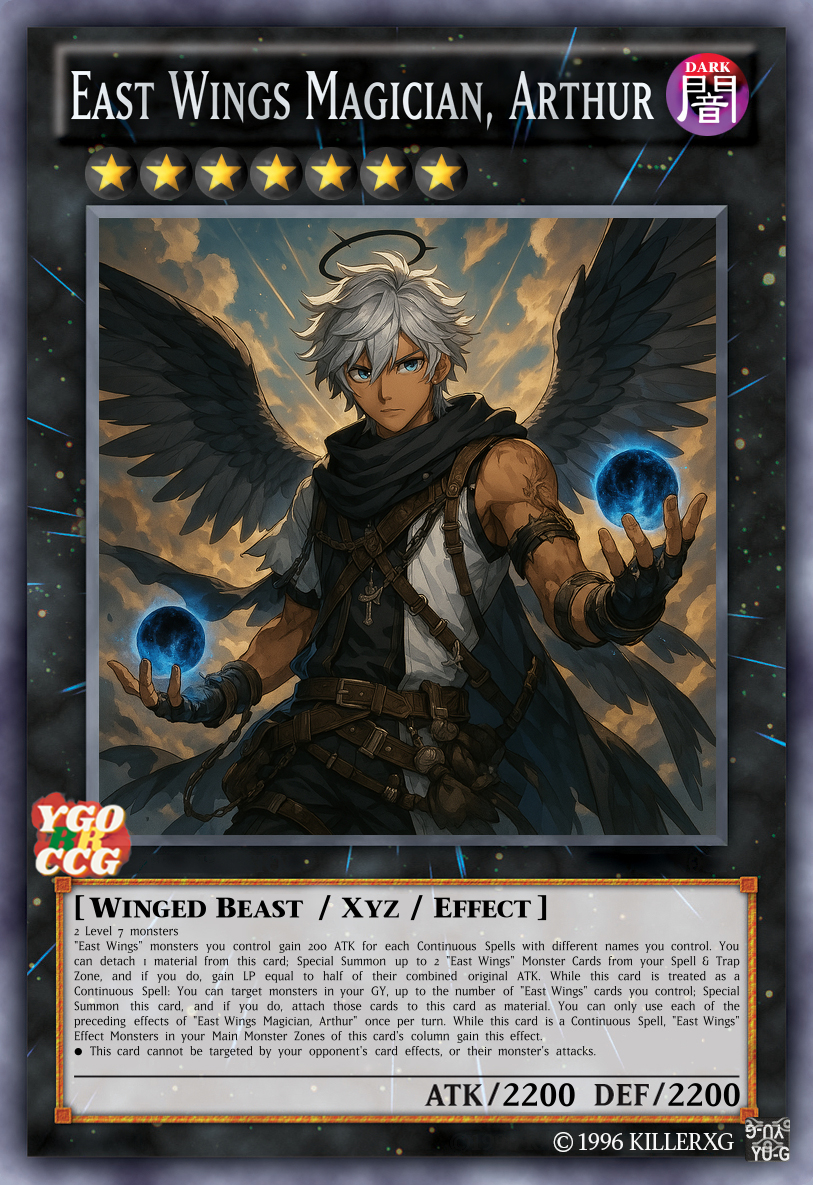 East Wings Magician, Arthur
DARK
闇
YGO
RR
CCG
[ Winged Beast / Xyz / Effect ]
2 Level 7 monsters
"East Wings" monsters you control gain 200 ATK for each Continuous Spells with different names you control. You
can detach 1 material from this card; Special Summon up to 2 "East Wings" Monster Cards from your Spell & Trap
Zone, and if you do, gain LP equal to half of their combined original ATK. While this card is treated as a
Continuous Spell: You can target monsters in your GY, up to the number of "East Wings" cards you control; Special
Summon this card, and if you do, attach those cards to this card as material. You can only use each of the
preceding effects of "East Wings Magician, Arthur" once per turn. While this card is a Continuous Spell, "East Wings"
Effect Monsters in your Main Monster Zones of this card's column gain this effect.
● This card cannot be targeted by your opponent's card effects, or their monster's attacks.
ATK/2200 DEF/2200
© 1996 KILLERXG
YU-G